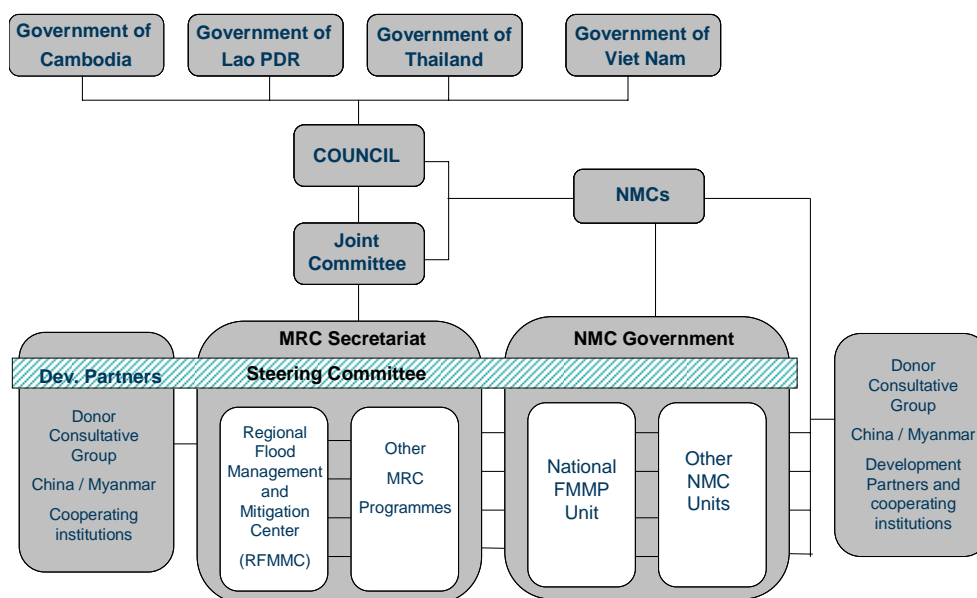 Government of
Cambodia
Government of
Lao PDR
Government of
Thailand
Government of
Viet Nam
COUNCIL
NMCs
Joint
Committee
MRC Secretariat
NMC Government
Dev. Partners
Steering Committee
Donor
Consultative
Group
China / Myanmar
Cooperating
institutions
Regional
Flood
Management
and
Mitigation
Center
(RFMMC)
Other
MRC
Programmes
National
FMMP
Unit
Other
NMC
Units
Donor
Consultative
Group
China / Myanmar
Development
Partners and
cooperating
institutions